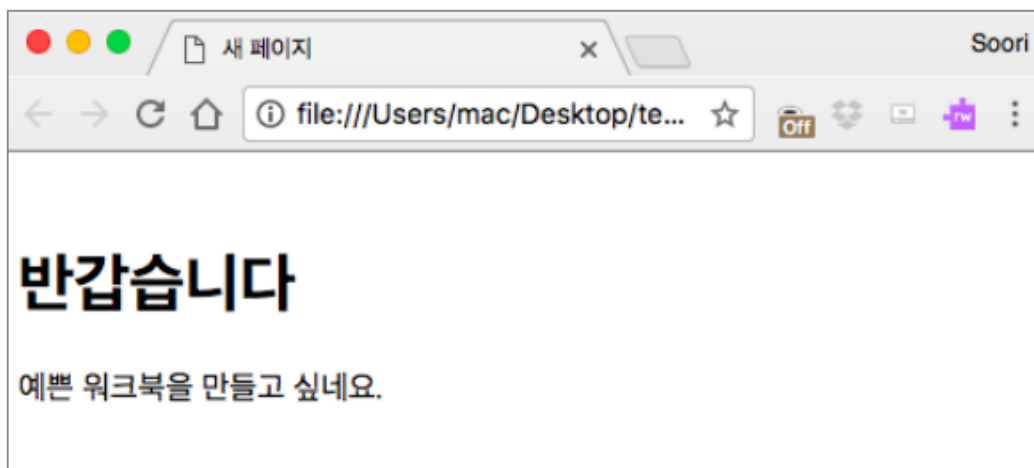 새 페이지
Soori
file:///Users/mac/Desktop/te...
Off
rw
반갑습니다
예쁜 워크북을 만들고 싶네요.